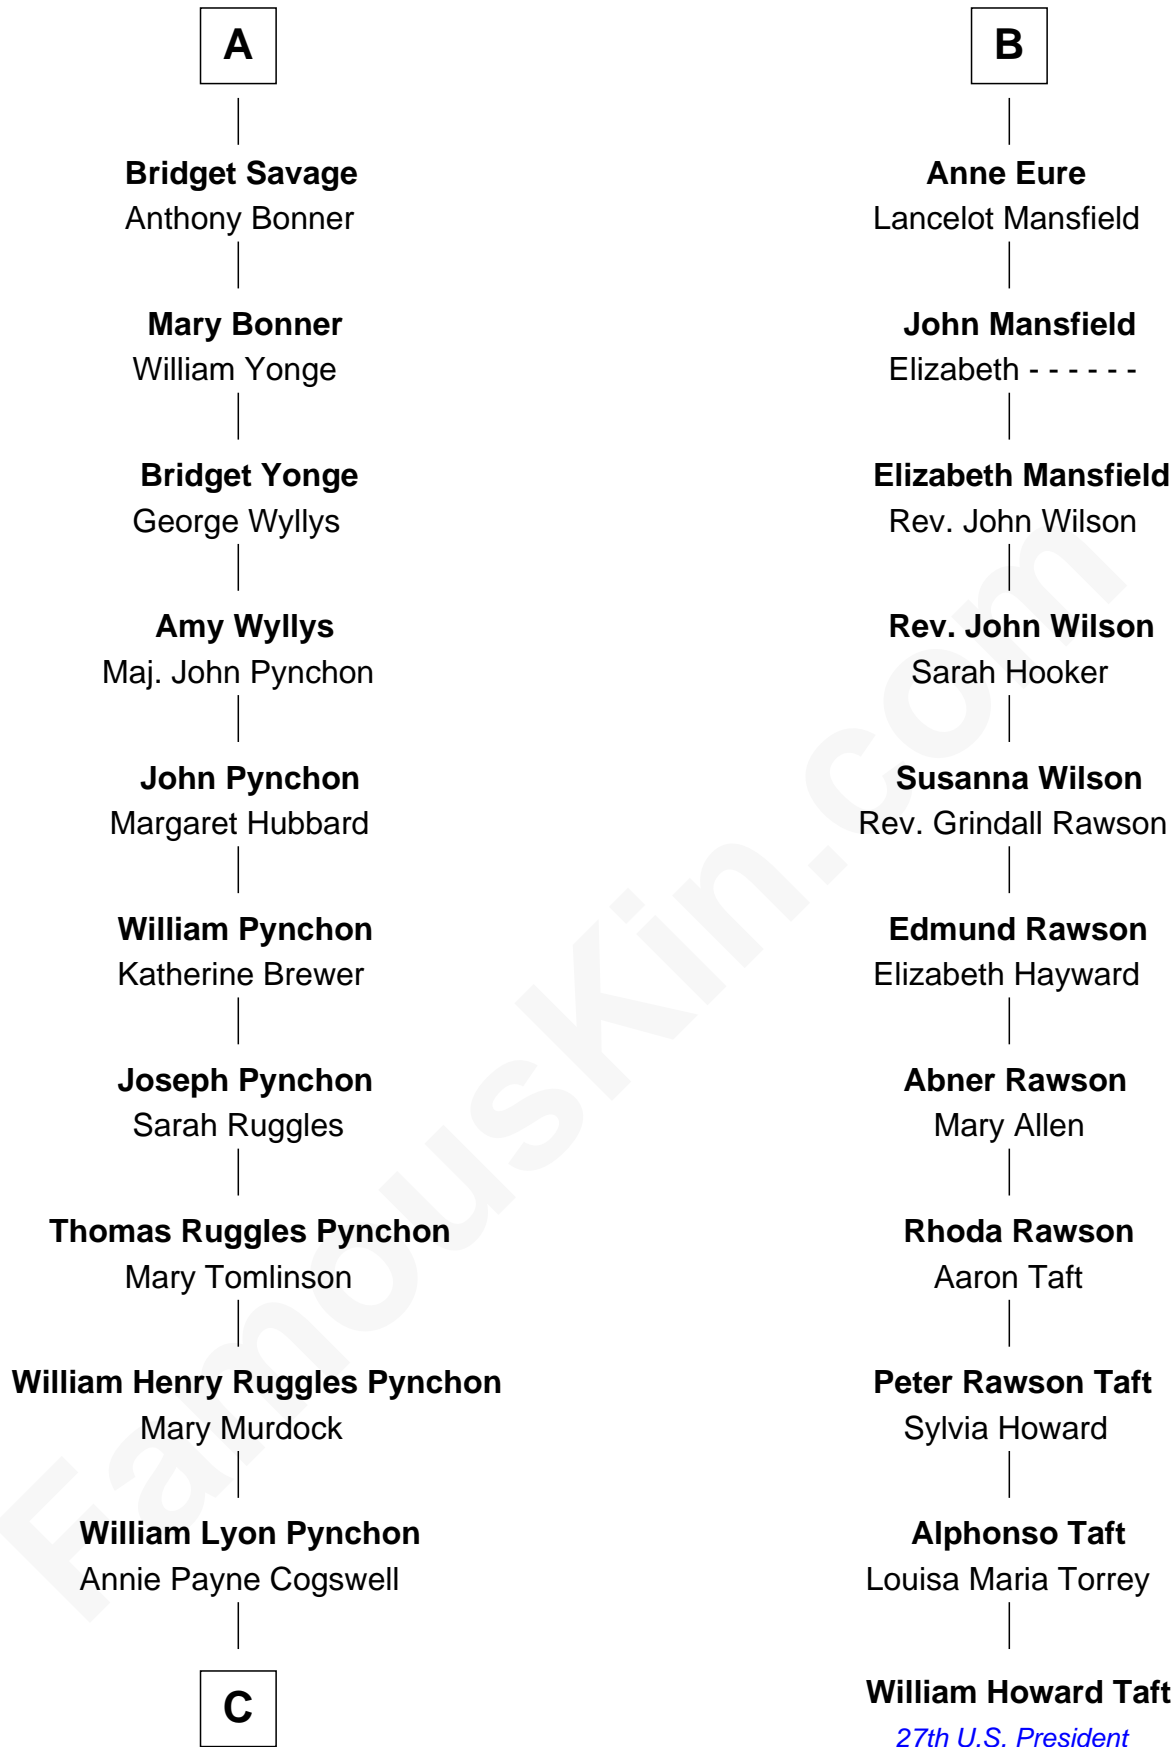 A
Bridget Savage
Anthony Bonner
Mary Bonner
William Yonge
Bridget Yonge
George Wyllys
Amy Wyllys
Maj. John Pynchon
John Pynchon
Margaret Hubbard
William Pynchon
Katherine Brewer
Joseph Pynchon
Sarah Ruggles
Thomas Ruggles Pynchon
Mary Tomlinson
William Henry Ruggles Pynchon
Mary Murdock
William Lyon Pynchon
Annie Payne Cogswell
C
B
Anne Eure
Lancelot Mansfield
John Mansfield
Elizabeth - - - - - -
Elizabeth Mansfield
Rev. John Wilson
Rev. John Wilson
Sarah Hooker
Susanna Wilson
Rev. Grindall Rawson
Edmund Rawson
Elizabeth Hayward
Abner Rawson
Mary Allen
Rhoda Rawson
Aaron Taft
Peter Rawson Taft
Sylvia Howard
Alphonso Taft
Louisa Maria Torrey
William Howard Taft
27th U.S. President
FamousKin.com